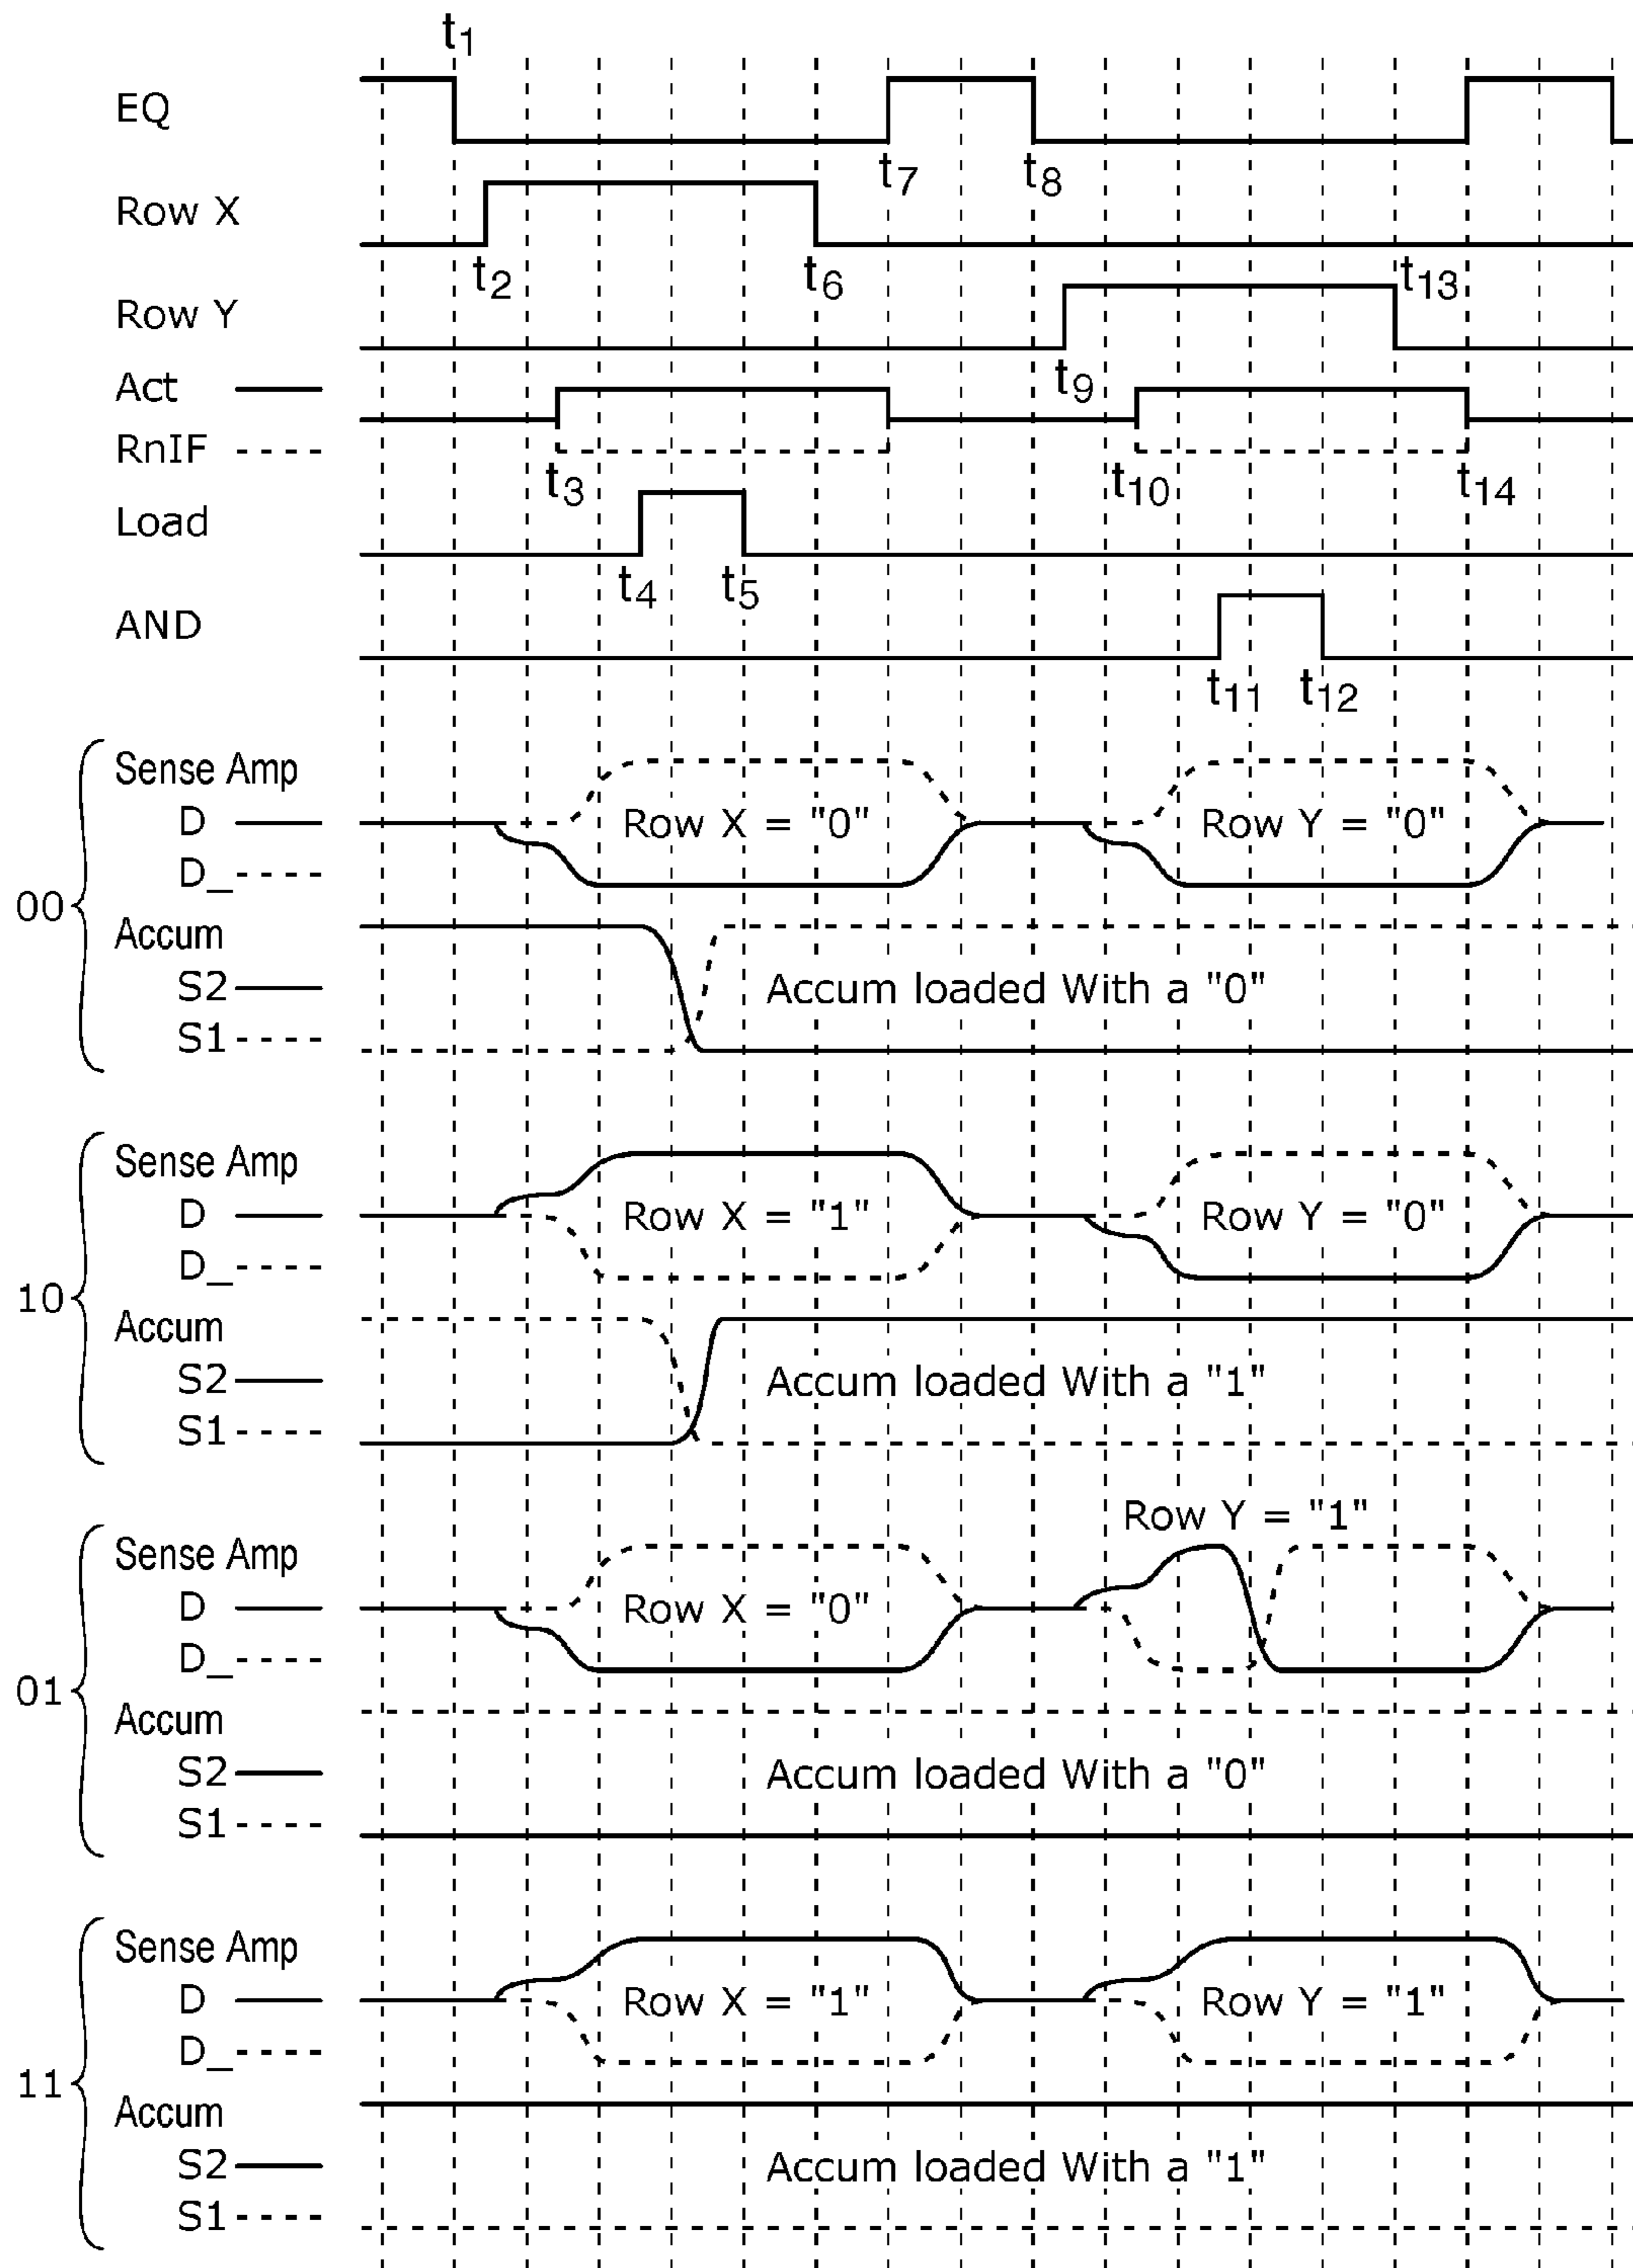 t1
EQ
t7
t8
Row X
t2
t6
t13
Row Y
t9
Act
RnIF
t3
t10
t14
Load
t4
t5
AND
t11
t12
00
Sense Amp
D
D_
Row X = "0"
Row Y = "0"
Accum
S2
S1
Accum loaded With a "0"
10
Sense Amp
D
D_
Row X = "1"
Row Y = "0"
Accum
S2
S1
Accum loaded With a "1"
01
Row Y = "1"
Sense Amp
D
D_
Row X = "0"
Accum
S2
S1
Accum loaded With a "0"
11
Sense Amp
D
D_
Row X = "1"
Row Y = "1"
Accum
S2
S1
Accum loaded With a "1"